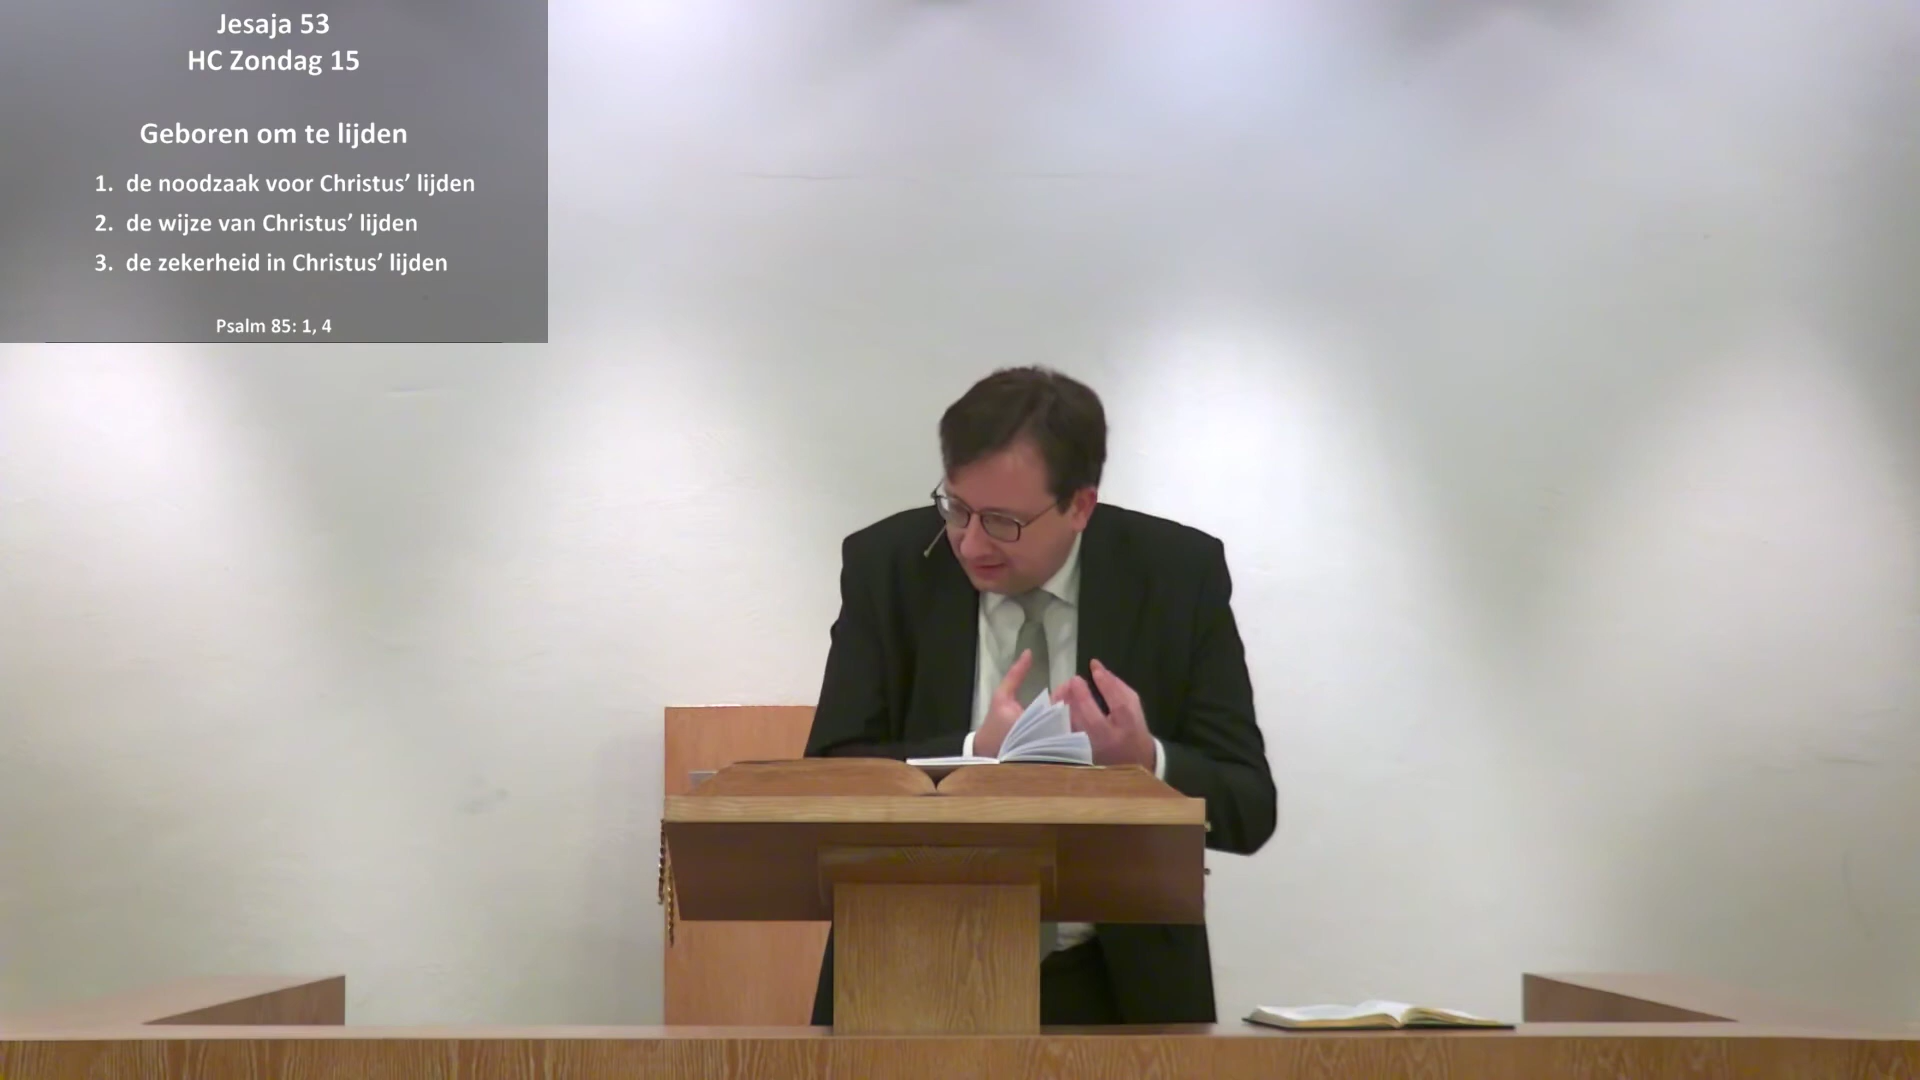 Jesaja 53
HC Zondag 15
Geboren om te lijden
1. de noodzaak voor Christus’ lijden
2. de wijze van Christus’ lijden
3. de zekerheid in Christus’ lijden
Psalm 85: 1, 4